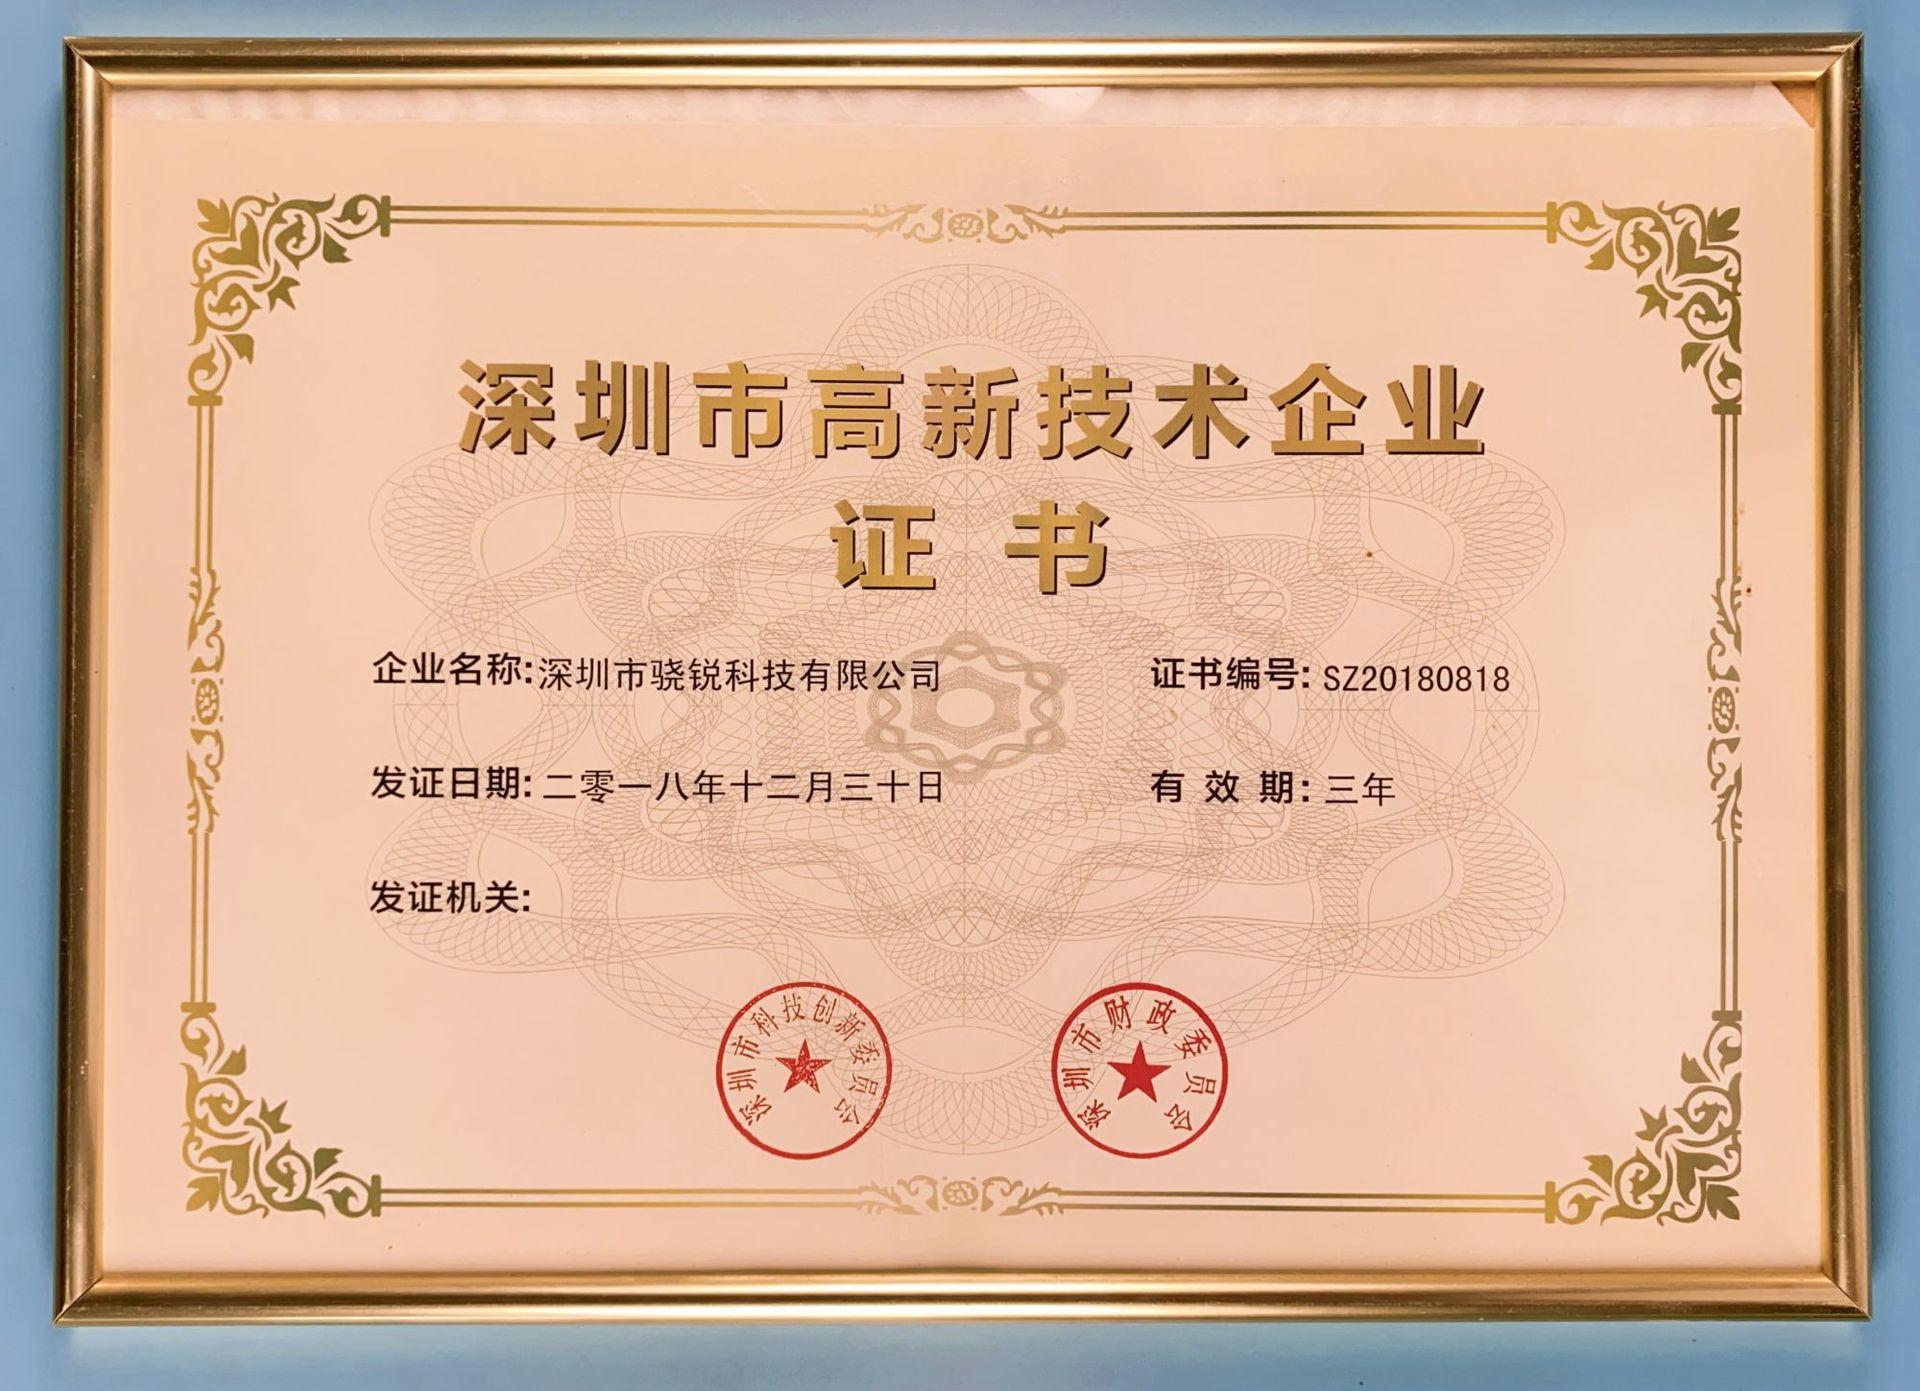 深圳市高新技术企业
证书
企业名称:深圳市骁锐科技有限公司
证书编号: SZ20180818
发证日期: 二零一八年十二月三十日
有效期: 三年
发证机关:
深圳市科技创新委员会
深圳市财政委员会